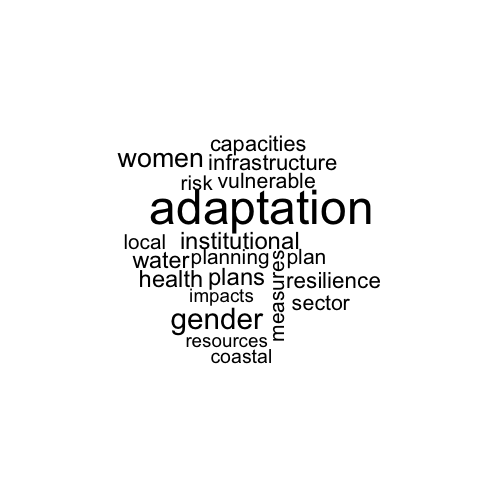 capacities
women infrastructure
risk vulnerable
adaptation
local institutional
water planning plan
health plans resilience
measures
impacts sector
gender
resources
coastal